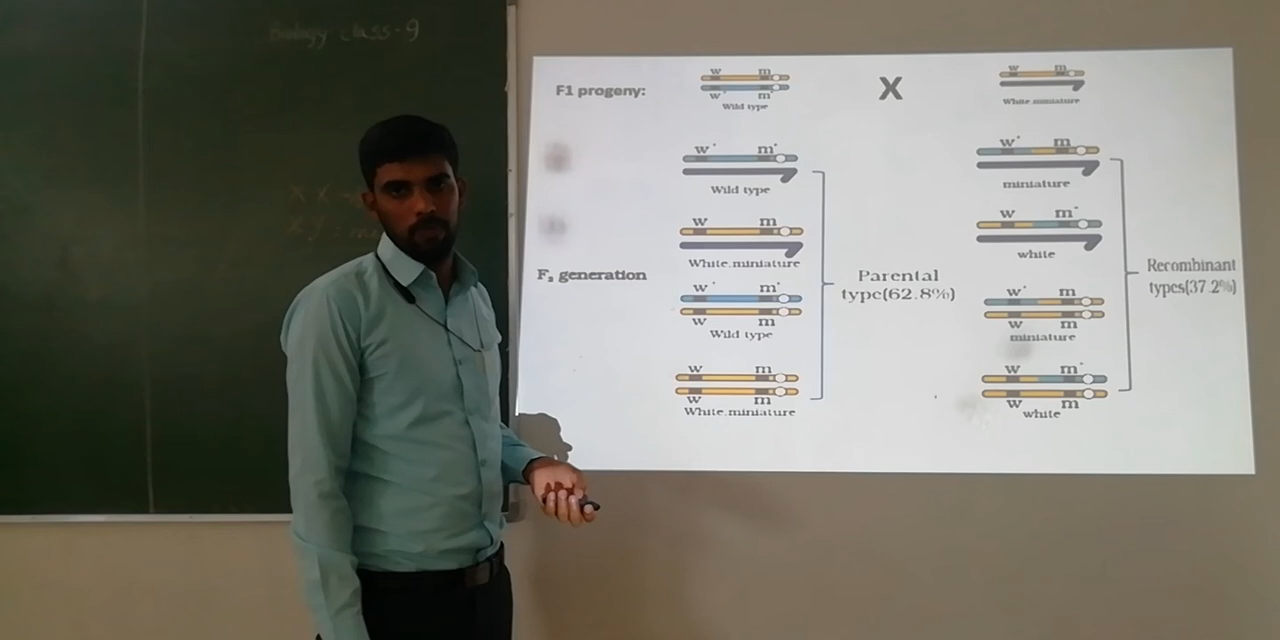 Biology class-9
X X
X Y
F1 progeny:
w m
w⁺ m⁺
Wild type
X
w m
White.miniature
w⁺ m⁺
Wild type
w m
White.miniature
F₂ generation
w⁺ m⁺
w m
Wild type
w m
w m
White.miniature
Parental
type(62.8%)
w⁺ m
miniature
w m⁺
white
w⁺ m
w m
miniature
w m⁺
w m
white
Recombinant
types(37.2%)